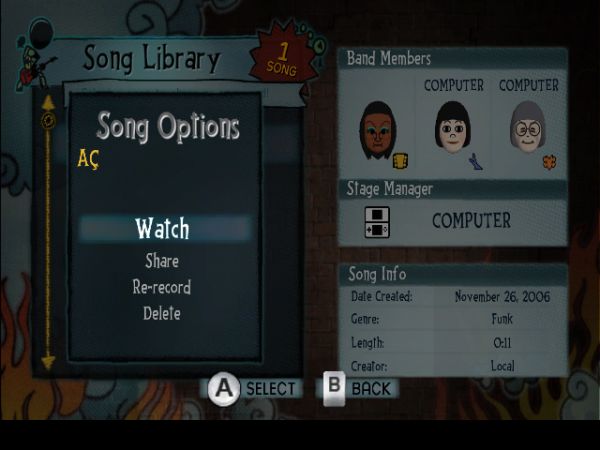 Song Library
1
SONG
Song Options
AÇ
Watch
Share
Re-record
Delete
Band Members
COMPUTER COMPUTER
Stage Manager
COMPUTER
Song Info
Date Created: November 26, 2006
Genre: Funk
Length: 0:11
Creator: Local
A SELECT B BACK